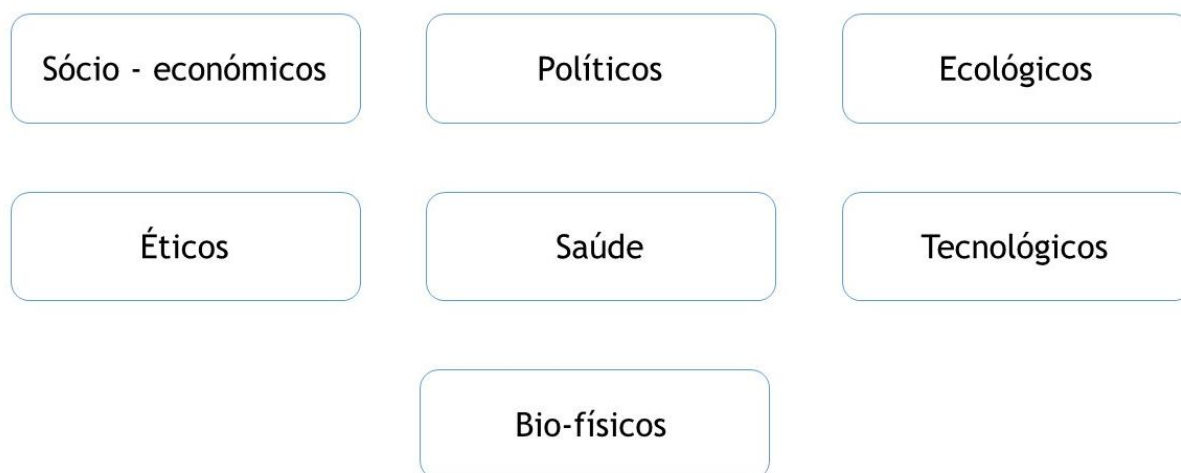 Sócio - económicos
Políticos
Ecológicos
Éticos
Saúde
Tecnológicos
Bio-físicos